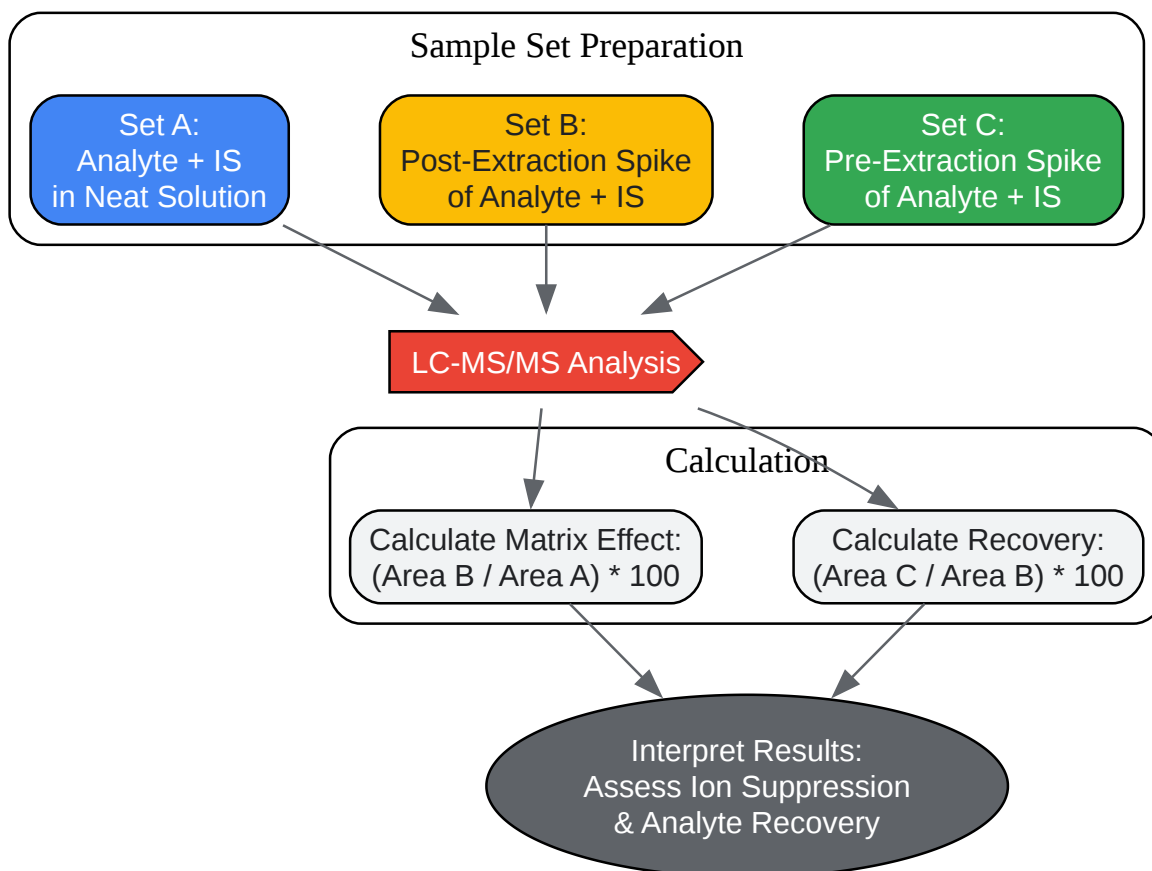 Sample Set Preparation
Set A:
Analyte + IS
in Neat Solution
Set B:
Post-Extraction Spike
of Analyte + IS
Set C:
Pre-Extraction Spike
of Analyte + IS
LC-MS/MS Analysis
Calculation
Calculate Matrix Effect:
(Area B / Area A) * 100
Calculate Recovery:
(Area C / Area B) * 100
Interpret Results:
Assess Ion Suppression
& Analyte Recovery